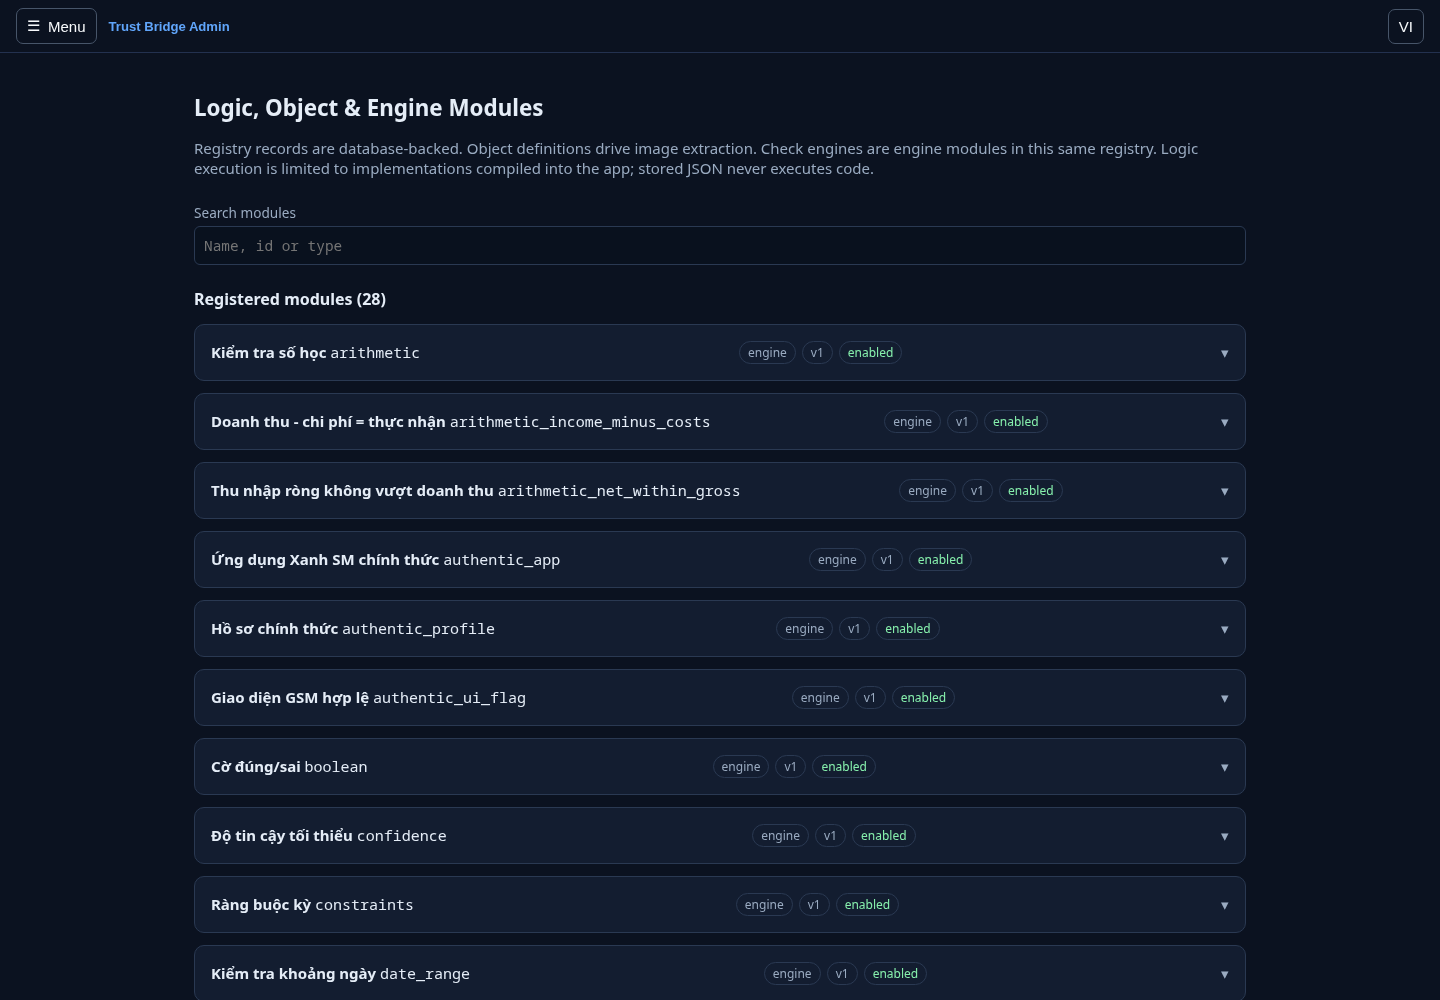 ☰ Menu Trust Bridge Admin VI
Logic, Object & Engine Modules
Registry records are database-backed. Object definitions drive image extraction. Check engines are engine modules in this same registry. Logic
execution is limited to implementations compiled into the app; stored JSON never executes code.
Search modules
Name, id or type
Registered modules (28)
Kiểm tra số học arithmetic engine v1 enabled ▾
Doanh thu - chi phí = thực nhận arithmetic_income_minus_costs engine v1 enabled ▾
Thu nhập ròng không vượt doanh thu arithmetic_net_within_gross engine v1 enabled ▾
Ứng dụng Xanh SM chính thức authentic_app engine v1 enabled ▾
Hồ sơ chính thức authentic_profile engine v1 enabled ▾
Giao diện GSM hợp lệ authentic_ui_flag engine v1 enabled ▾
Cờ đúng/sai boolean engine v1 enabled ▾
Độ tin cậy tối thiểu confidence engine v1 enabled ▾
Ràng buộc kỳ constraints engine v1 enabled ▾
Kiểm tra khoảng ngày date_range engine v1 enabled ▾